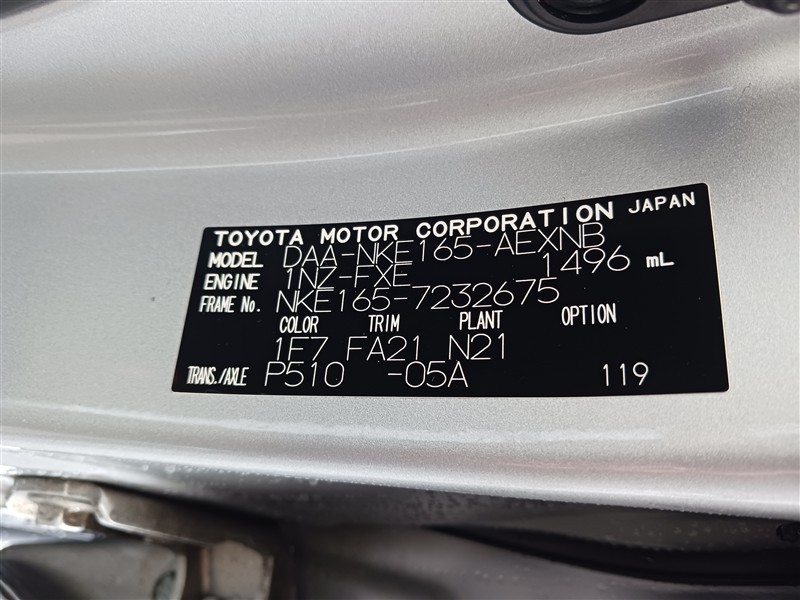 TOYOTA MOTOR CORPORATION JAPAN
MODEL DAA-NKE165-AEXNB
ENGINE 1NZ-FXE 1496 mL
FRAME No. NKE165-7232675
COLOR TRIM PLANT OPTION
1F7 FA21 N21
TRANS./AXLE P510 -05A 119